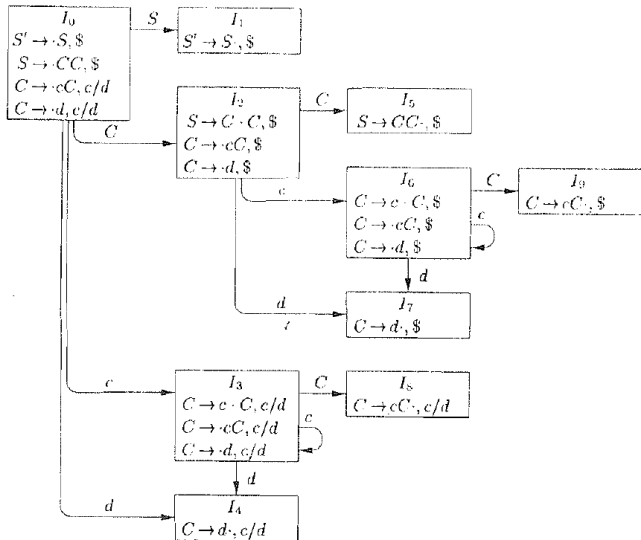 I₀
S' → ·S, $
S → ·CC, $
C → ·cC, c/d
C → ·d, c/d
S
I₁
S' → S·, $
C
I₂
S → C · C, $
C → ·cC, $
C → ·d, $
C
I₅
S → CC·, $
c
I₆
C → c · C, $
C → ·cC, $
C → ·d, $
C
c
I₉
C → cC·, $
d
d
I₇
C → d·, $
c
I₃
C → c · C, c/d
C → ·cC, c/d
C → ·d, c/d
C
c
I₈
C → cC·, c/d
d
d
I₄
C → d·, c/d